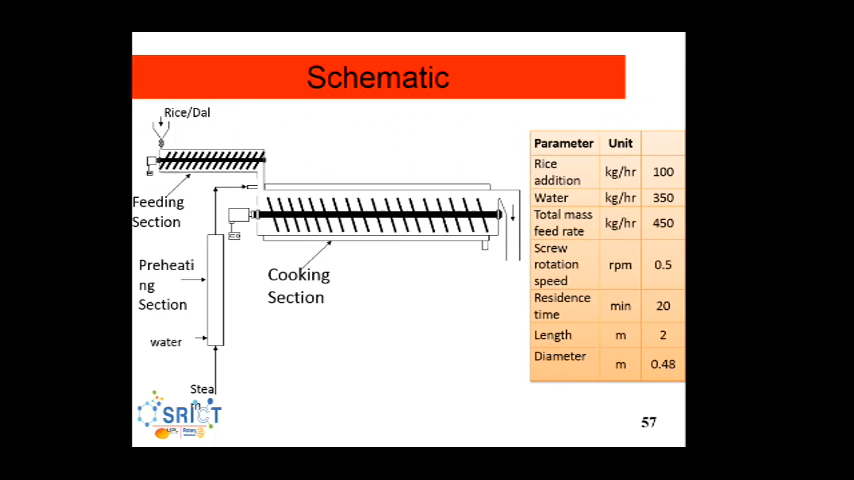 Schematic
Rice/Dal
Feeding
Section
Preheati
ng
Section
water
Stea
m
Cooking
Section
Parameter Unit
Rice
addition kg/hr 100
Water kg/hr 350
Total mass
feed rate kg/hr 450
Screw
rotation
speed rpm 0.5
Residence
time min 20
Length m 2
Diameter m 0.48
SRICT
57